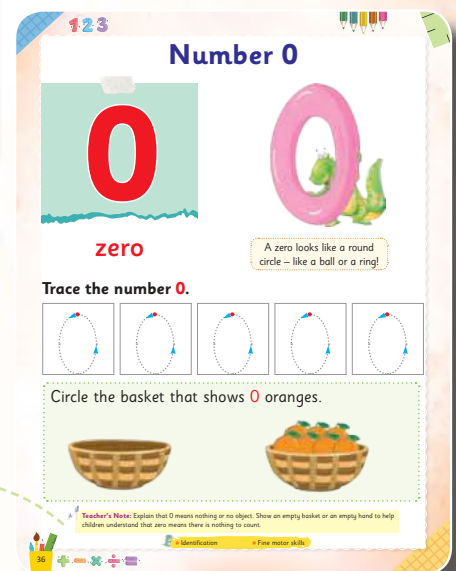 1 2 3
Number 0
0
0
zero
A zero looks like a round
circle – like a ball or a ring!
Trace the number 0.
Circle the basket that shows 0 oranges.
Teacher's Note: Explain that 0 means nothing or no object. Show an empty basket or an empty hand to help
children understand that zero means there is nothing to count.
• Identification • Fine motor skills
36
+ - × ÷ =